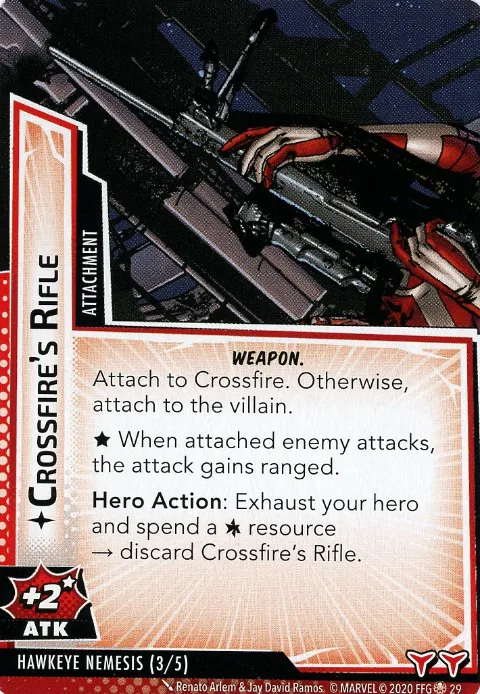 ATTACHMENT
CROSSFIRE'S RIFLE
WEAPON.
Attach to Crossfire. Otherwise,
attach to the villain.
★ When attached enemy attacks,
the attack gains ranged.
Hero Action: Exhaust your hero
and spend a resource
→ discard Crossfire's Rifle.
+2★
ATK
HAWKEYE NEMESIS (3/5)
Renato Arlem & Jay David Ramos. © MARVEL © 2020 FFG 29